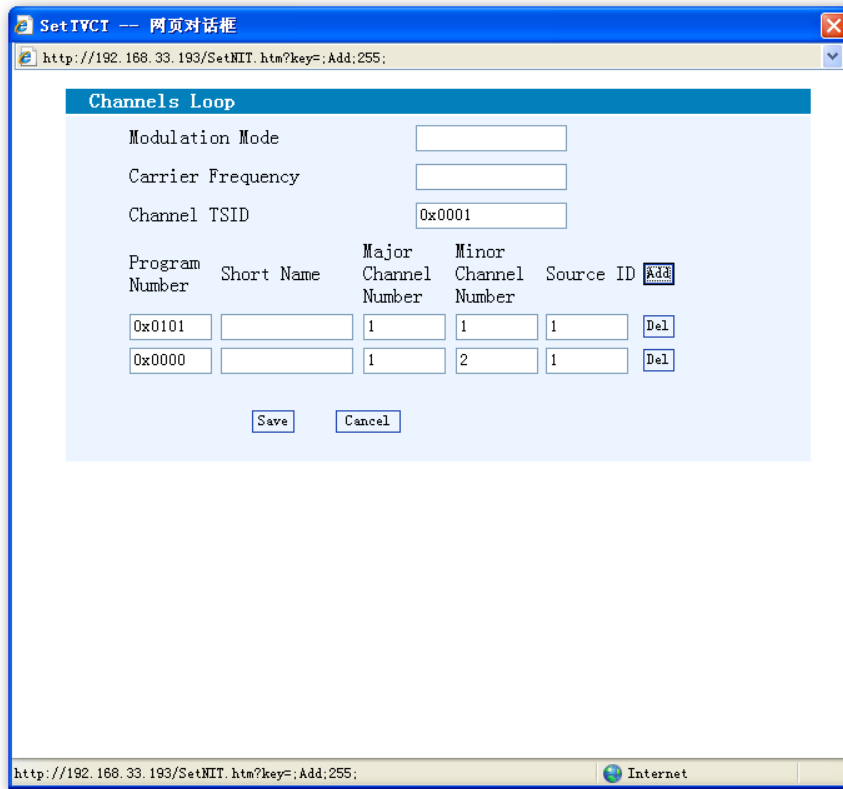 SetTVCT -- 网页对话框
http://192.168.33.193/SetNIT.htm?key=;Add;255;
Channels Loop
Modulation Mode
Carrier Frequency
Channel TSID 0x0001
Program Number Short Name Major Channel Number Minor Channel Number Source ID Add
0x0101 1 1 1 Del
0x0000 1 2 1 Del
Save Cancel
http://192.168.33.193/SetNIT.htm?key=;Add;255; Internet